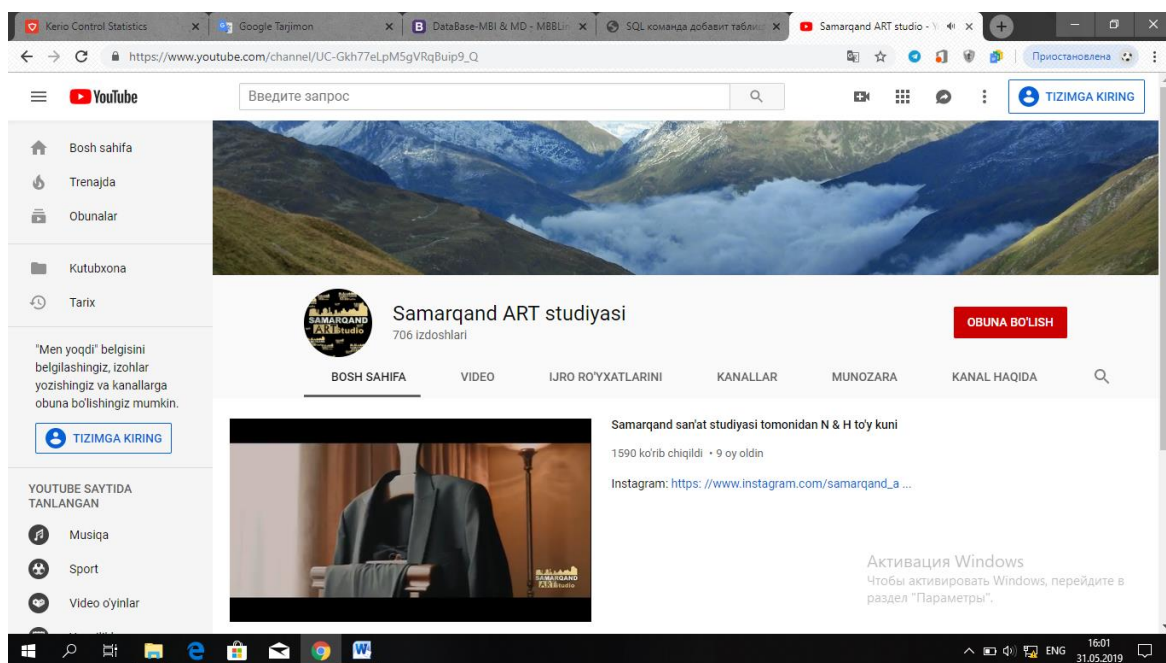 Kerio Control Statistics
Google Tarjimon
DataBase-MBI & MD - MBBLin
SQL команда добавит таблиц
Samarqand ART studio - Y
https://www.youtube.com/channel/UC-Gkh77eLpM5gVRqBuip9_Q
Приостановлена
YouTube
Введите запрос
TIZIMGA KIRING
Bosh sahifa
Trenajda
Obunalar
Kutubxona
Tarix
"Men yoqdi" belgisini
belgilashingiz, izohlar
yozishingiz va kanallarga
obuna bo'lishingiz mumkin.
TIZIMGA KIRING
YOUTUBE SAYTIDA
TANLANGAN
Musiqa
Sport
Video o'yinlar
SAMARQAND
ART studio
Samarqand ART studiyasi
706 izdoshlari
OBUNA BO'LISH
BOSH SAHIFA
VIDEO
IJRO RO'YXATLARINI
KANALLAR
MUNOZARA
KANAL HAQIDA
SAMARQAND
ART studio
Samarqand san'at studiyasi tomonidan N & H to'y kuni
1590 ko'rib chiqildi • 9 oy oldin
Instagram: https: //www.instagram.com/samarqand_a ...
Активация Windows
Чтобы активировать Windows, перейдите в
раздел "Параметры".
ENG
16:01
31.05.2019